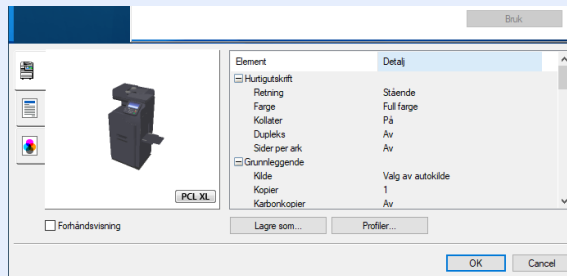 Bruk
Element Detalj
Hurtigutskrift
Retning Stående
Farge Full farge
Kollater På
Dupleks Av
Sider per ark Av
Grunnleggende
Kilde Valg av autokilde
Kopier 1
Karbonkopier Av
PCL XL
Forhåndsvisning Lagre som... Profiler...
OK Cancel